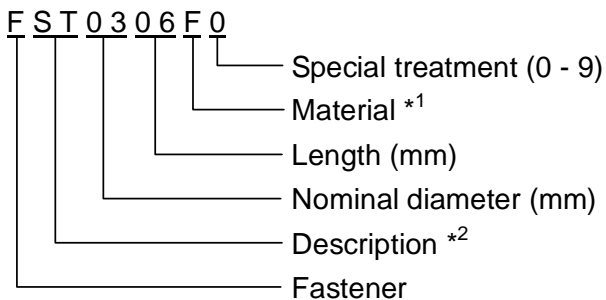 F S T 0 3 0 6 F 0
Special treatment (0 - 9)
Material *1
Length (mm)
Nominal diameter (mm)
Description *2
Fastener